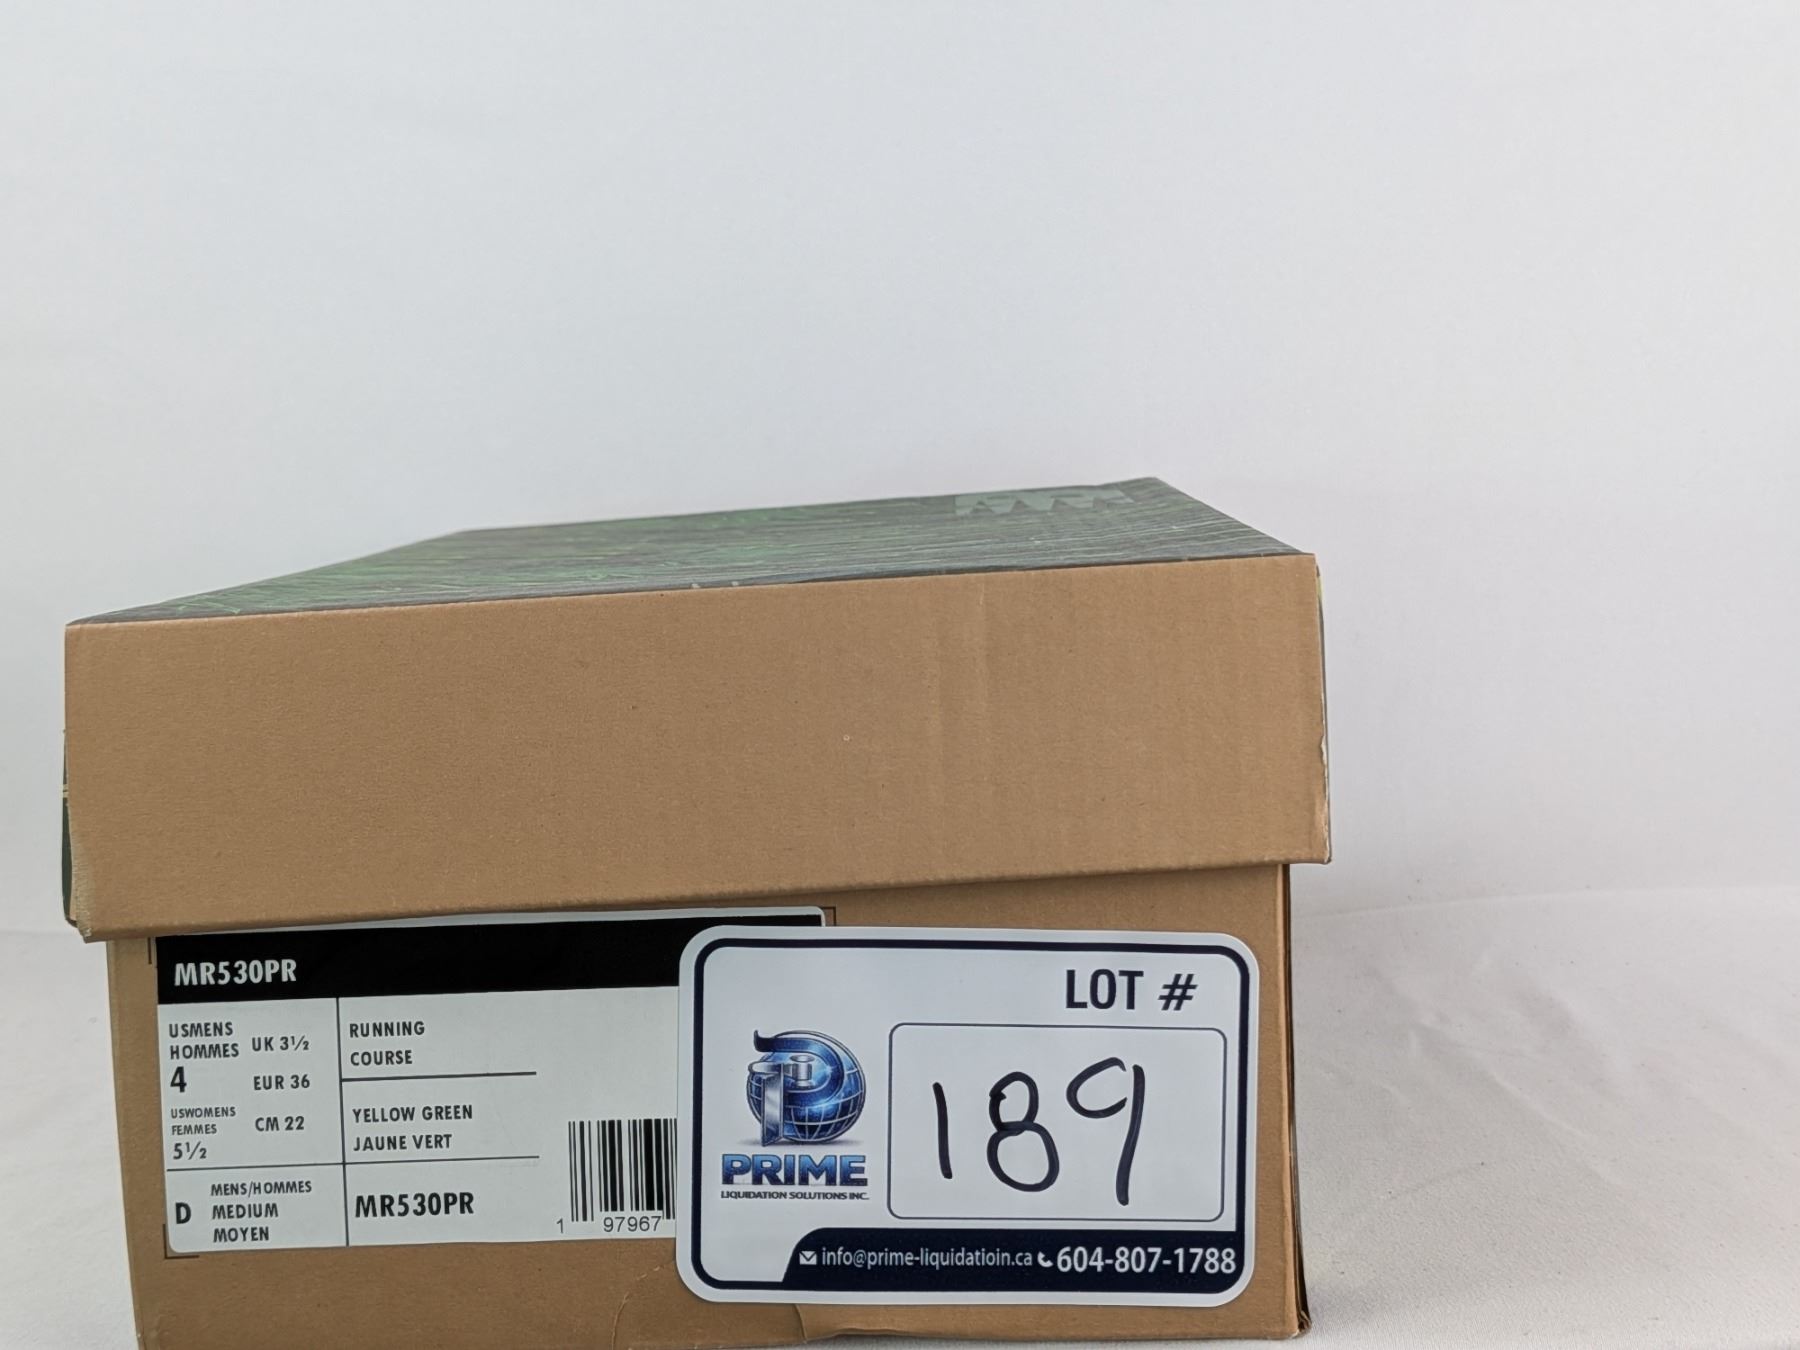 MR530PR
USMENS
HOMMES
4
USWOMENS
FEMMES
5½
UK 3½
EUR 36
CM 22
RUNNING
COURSE
YELLOW GREEN
JAUNE VERT
D
MENS/HOMMES
MEDIUM
MOYEN
MR530PR
1 97967
LOT #
189
PRIME
LIQUIDATION SOLUTIONS INC.
info@prime-liquidatioin.ca 604-807-1788